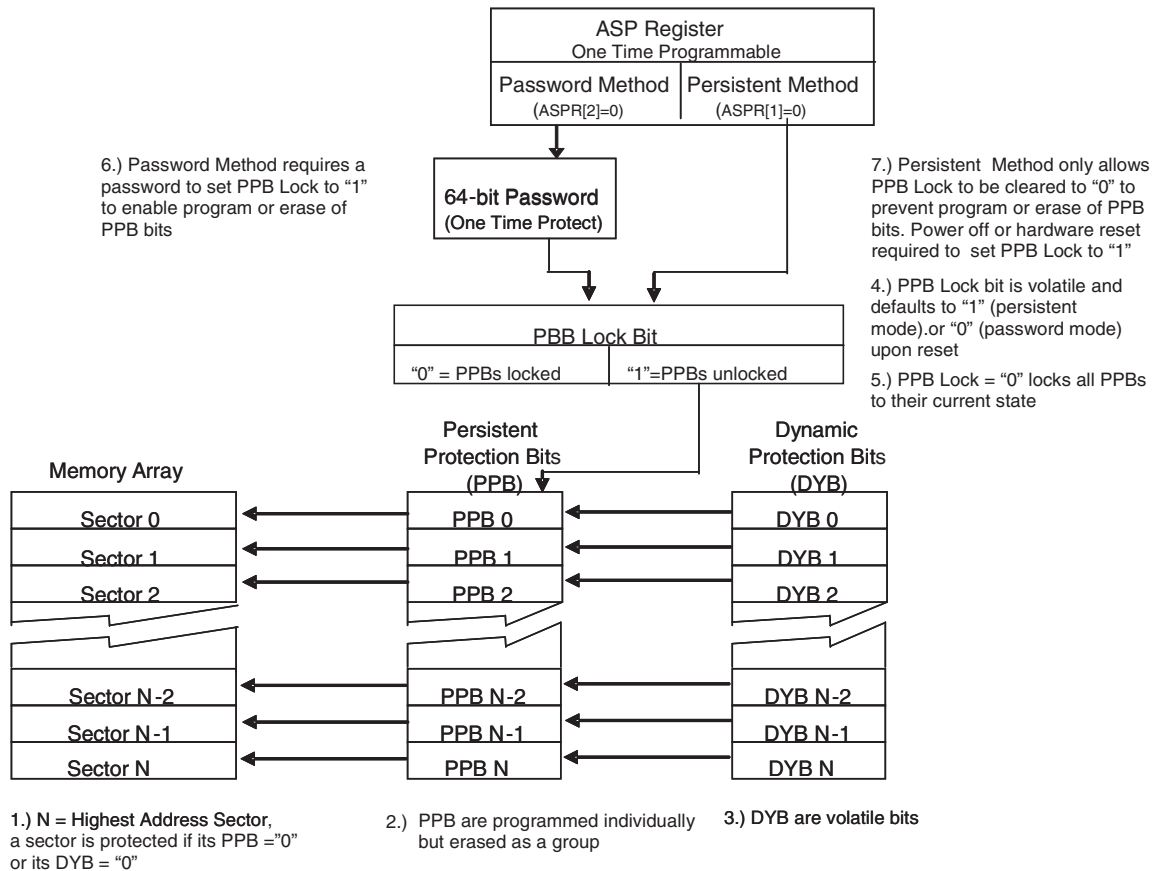 ASP Register
One Time Programmable
Password Method
(ASPR[2]=0)
Persistent Method
(ASPR[1]=0)
6.) Password Method requires a
password to set PPB Lock to “1”
to enable program or erase of
PPB bits
64-bit Password
(One Time Protect)
7.) Persistent Method only allows
PPB Lock to be cleared to “0” to
prevent program or erase of PPB
bits. Power off or hardware reset
required to set PPB Lock to “1”
4.) PPB Lock bit is volatile and
defaults to “1” (persistent
mode).or “0” (password mode)
upon reset
5.) PPB Lock = “0” locks all PPBs
to their current state
PBB Lock Bit
“0” = PPBs locked
“1”=PPBs unlocked
Memory Array
Persistent
Protection Bits
(PPB)
Dynamic
Protection Bits
(DYB)
Sector 0
PPB 0
DYB 0
Sector 1
PPB 1
DYB 1
Sector 2
PPB 2
DYB 2
Sector N-2
PPB N-2
DYB N-2
Sector N-1
PPB N-1
DYB N-1
Sector N
PPB N
DYB N
1.) N = Highest Address Sector,
a sector is protected if its PPB =”0”
or its DYB = “0”
2.) PPB are programmed individually
but erased as a group
3.) DYB are volatile bits